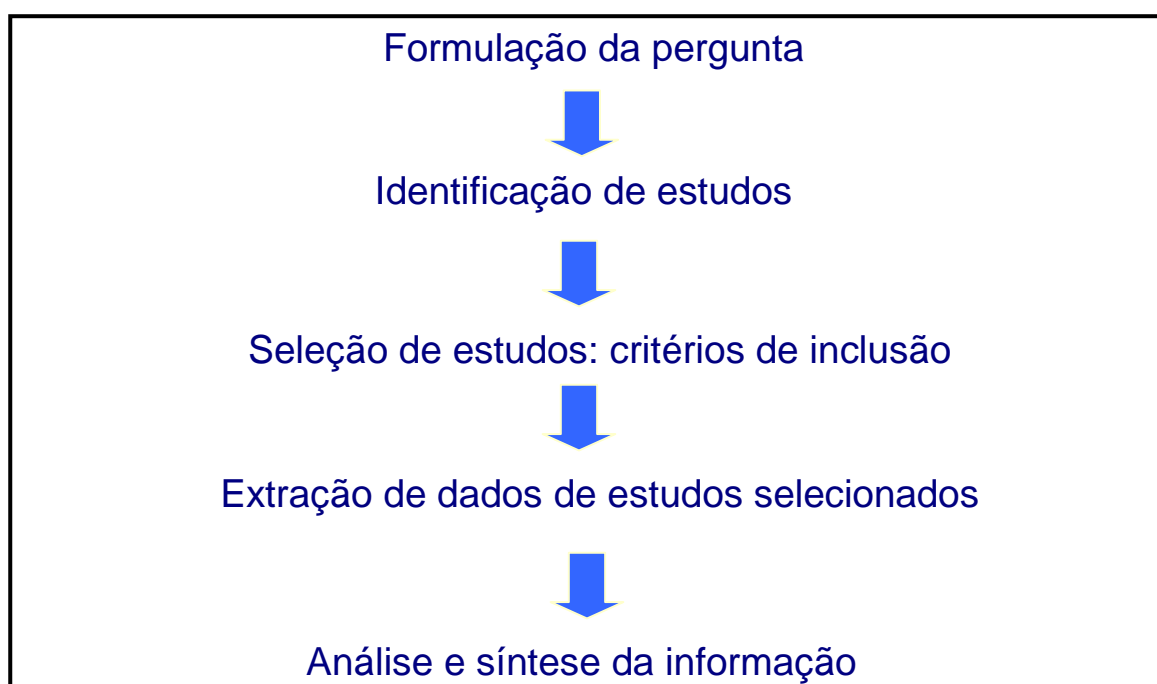 Formulação da pergunta
Identificação de estudos
Seleção de estudos: critérios de inclusão
Extração de dados de estudos selecionados
Análise e síntese da informação